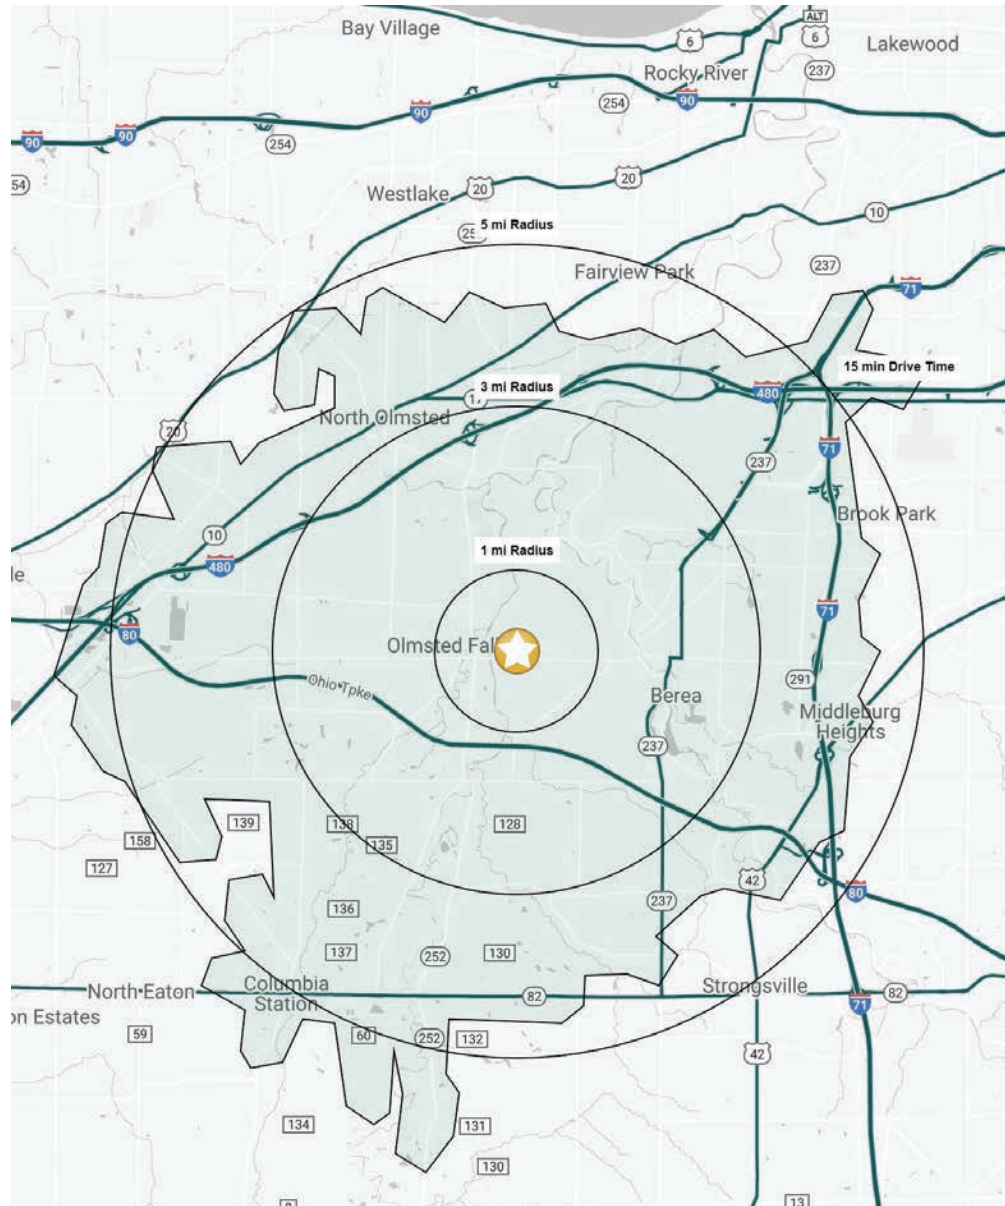 Bay Village
ALT
6
6
Lakewood
237
Rocky River
90
254
90
90
90
254
54
Westlake
20
20
10
5 mi Radius
Fairview Park
237
71
15 min Drive Time
3 mi Radius
480
North Olmsted
20
71
237
10
Brook Park
1 mi Radius
480
71
80
Olmsted Fal
Ohio Tpke
291
Berea
Middleburg
Heights
237
139
138
128
158
135
127
42
80
136
237
137
252
130
Columbia
Station
North Eaton
Strongsville
82
82
71
on Estates
59
60
252
132
42
134
131
130
13